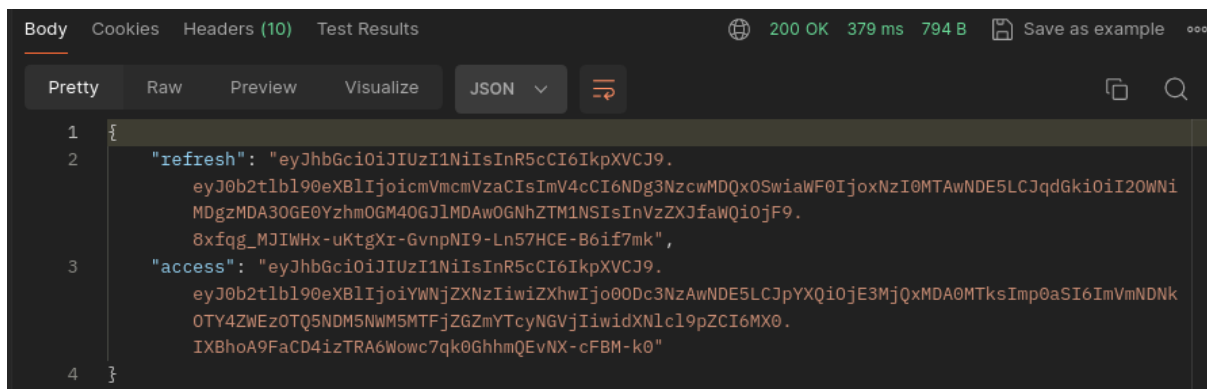 Body Cookies Headers (10) Test Results 200 OK 379 ms 794 B Save as example
Pretty Raw Preview Visualize JSON
1 {
2 "refresh": "eyJhbGciOiJIUzI1NiIsInR5cCI6IkpXVCJ9.
eyJ0b2tlbl90eXBlIjoicmVmcmVzaCIsImV4cCI6NDg3NzcwMDQxOSwiaWF0IjoxNzI0MTAwNDE5LCJqdGkiOiI2OWNi
MDgzMDA3OGE0YzhmOGM4OGJlMDAwOGNhZTM1NSIsInVzZXJfaWQiOjF9.
8xfqg_MJIWHx-uKtgXr-GvnpNI9-Ln57HCE-B6if7mk",
3 "access": "eyJhbGciOiJIUzI1NiIsInR5cCI6IkpXVCJ9.
eyJ0b2tlbl90eXBlIjoiYWNjZXNzIiwiZXhwIjo0ODc3NzAwNDE5LCJpYXQiOjE3MjQxMDA0MTksImp0aSI6ImVmNDNk
OTY4ZWEzOTQ5NDM5NWM5MTFjZGZmYTcyNGVjIiwidXNlcl9pZCI6MX0.
IXBhoA9FaCD4izTRA6Wowc7qk0GhhmQEvNX-cFBM-k0"
4 }